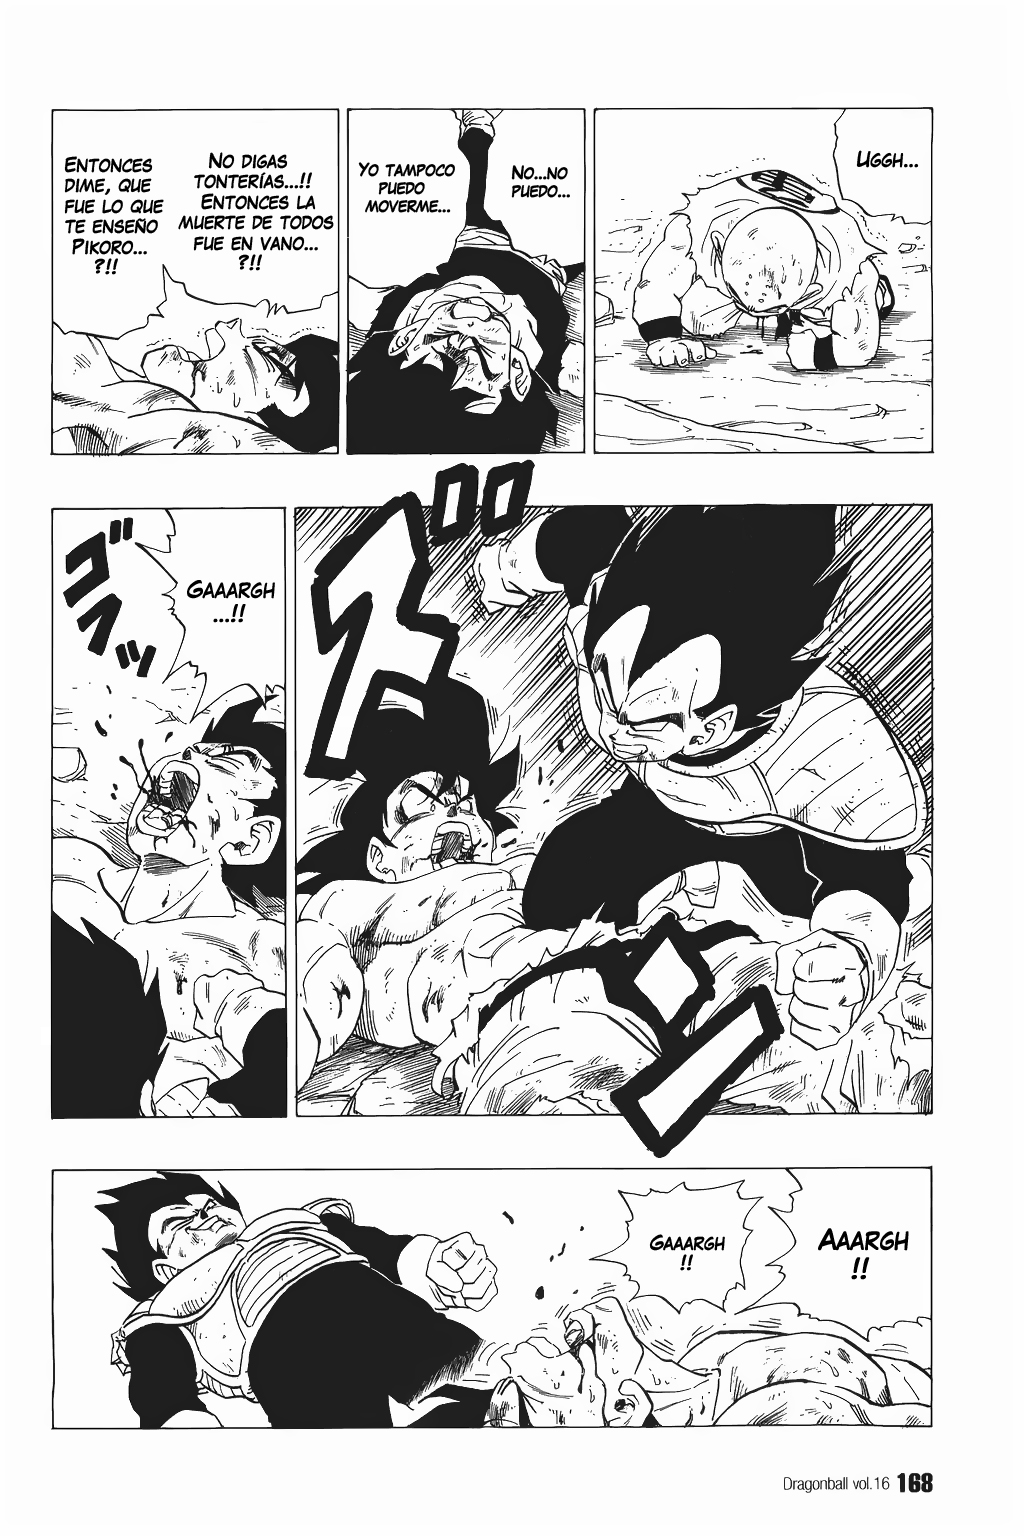 Uggh...
No...no
puedo...
Yo tampoco
puedo
moverme...
No digas
tonterías...!!
Entonces la
muerte de todos
fue en vano...
?!!
Entonces
dime, que
fue lo que
te enseño
Pikoro...
?!!
Gaaargh
...!!
Aaargh
!!
Gaaargh
!!
Dragonball vol.16 168